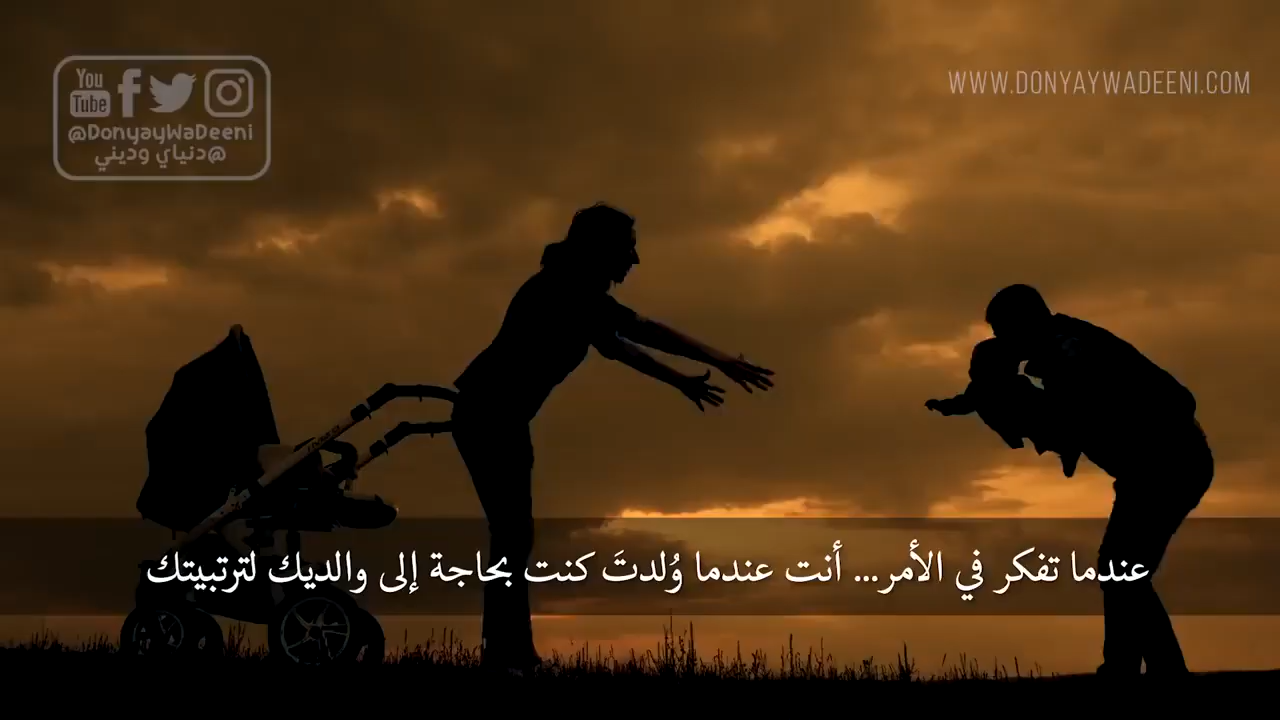 You
Tube
@DonyayWaDeeni
@دنياي وديني
WWW.DONYAYWADEENI.COM
عندما تفكر في الأمر... أنت عندما وُلدتَ كنت بحاجة إلى والديك لترتبيتك